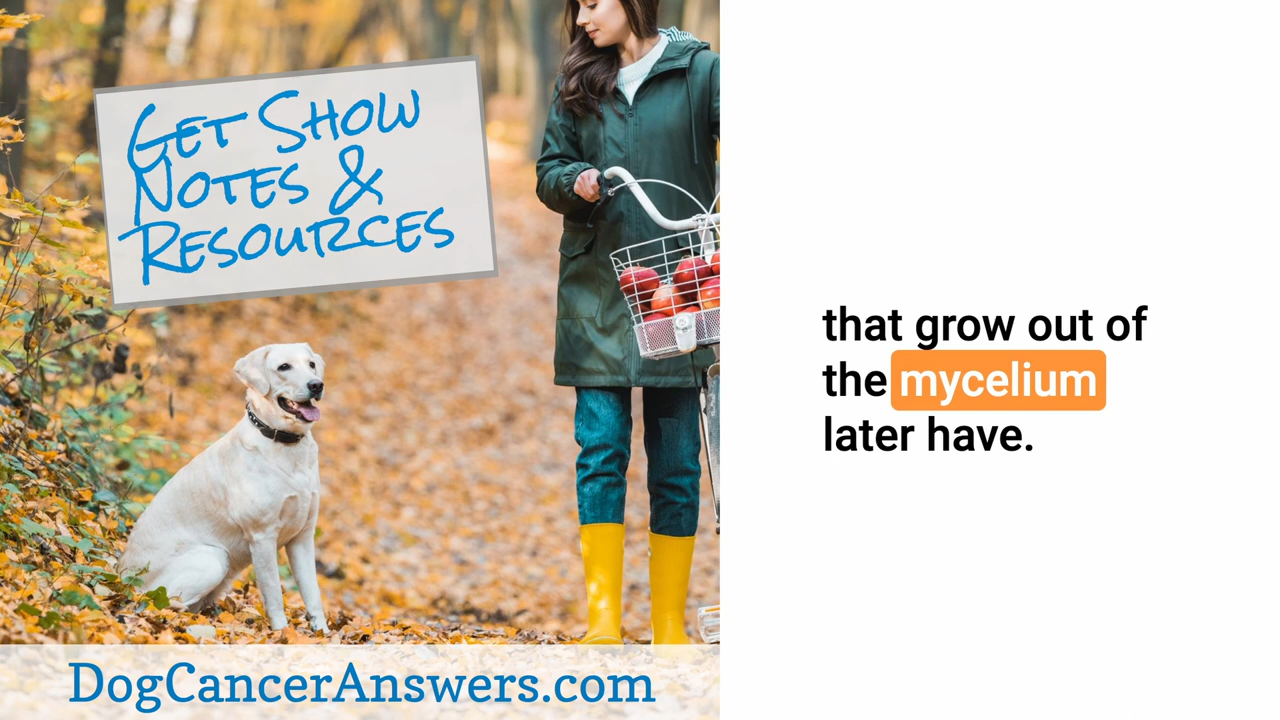 Get Show
Notes &
Resources
DogCancerAnswers.com
that grow out of
the mycelium
later have.